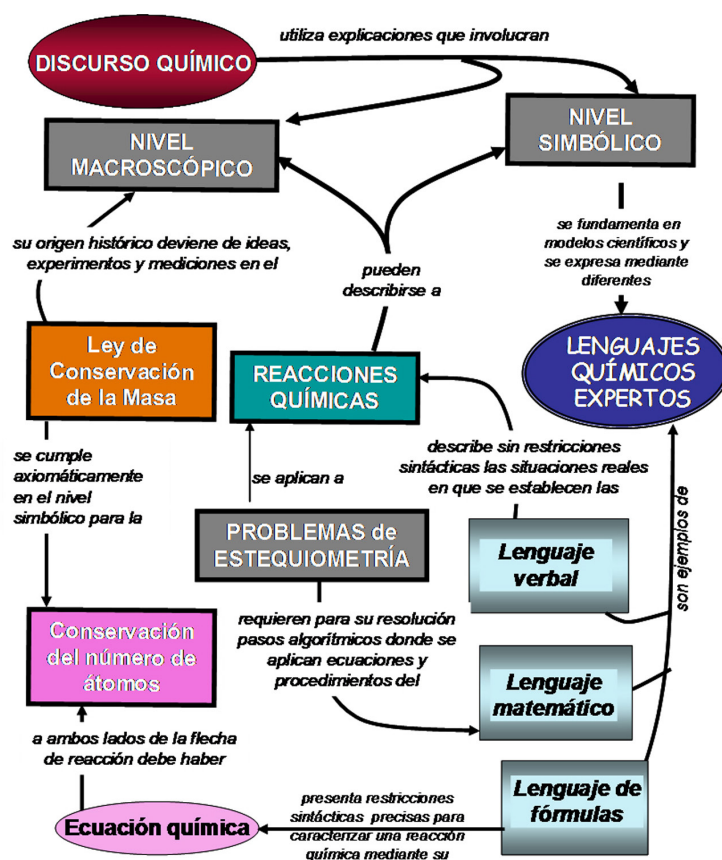 utiliza explicaciones que involucran
DISCURSO QUÍMICO
NIVEL
MACROSCÓPICO
NIVEL
SIMBÓLICO
su origen histórico deviene de ideas,
experimentos y mediciones en el
pueden
describirse a
se fundamenta en
modelos científicos y
se expresa mediante
diferentes
Ley de
Conservación
de la Masa
REACCIONES
QUÍMICAS
LENGUAJES
QUÍMICOS
EXPERTOS
se cumple
axiomáticamente
en el nivel
simbólico para la
se aplican a
describe sin restricciones
sintácticas las situaciones reales
en que se establecen las
PROBLEMAS de
ESTEQUIOMETRÍA
Lenguaje
verbal
son ejemplos de
Conservación
del número de
átomos
requieren para su resolución
pasos algorítmicos donde se
aplican ecuaciones y
procedimientos del
Lenguaje
matemático
a ambos lados de la flecha
de reacción debe haber
Lenguaje de
fórmulas
Ecuación química
presenta restricciones
sintácticas precisas para
caracterizar una reacción
química mediante su